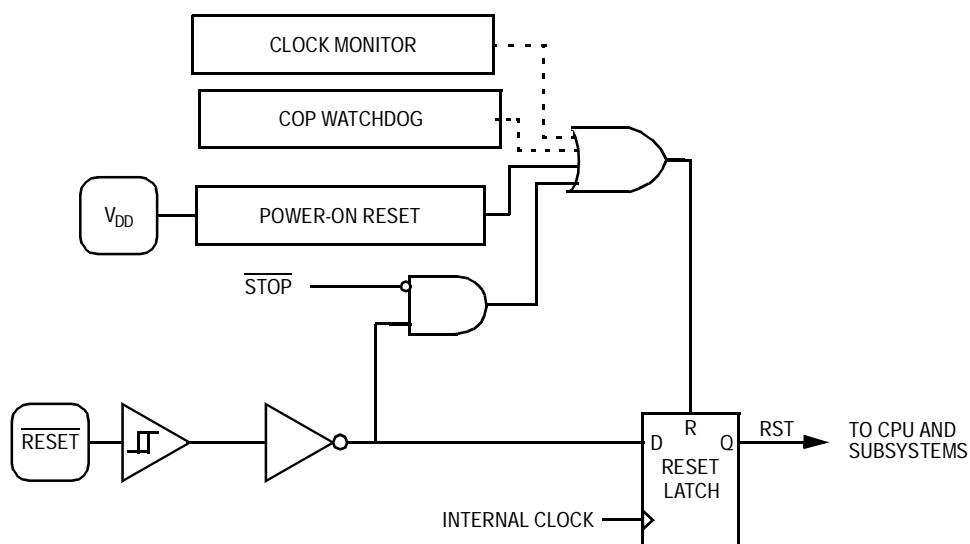 CLOCK MONITOR
COP WATCHDOG
VDD
POWER-ON RESET
STOP
RESET
D
R
Q
RESET
LATCH
RST
TO CPU AND
SUBSYSTEMS
INTERNAL CLOCK